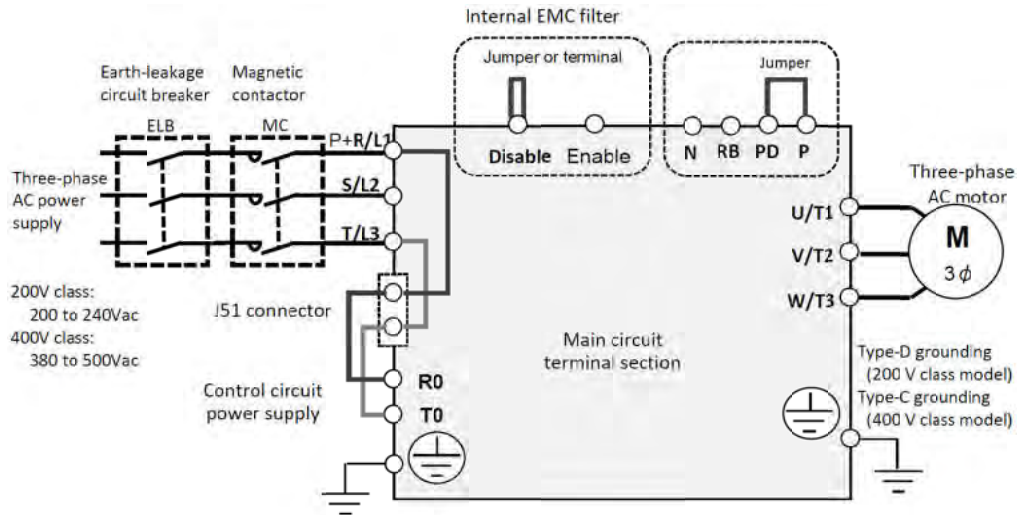 Internal EMC filter
Jumper or terminal
Jumper
Earth-leakage
circuit breaker
Magnetic
contactor
ELB
MC
P+R/L1
Disable
Enable
N
RB
PD
P
Three-phase
AC power
supply
S/L2
T/L3
U/T1
V/T2
W/T3
Three-phase
AC motor
M
3ϕ
200V class:
200 to 240Vac
400V class:
380 to 500Vac
J51 connector
Main circuit
terminal section
Control circuit
power supply
R0
T0
Type-D grounding
(200 V class model)
Type-C grounding
(400 V class model)